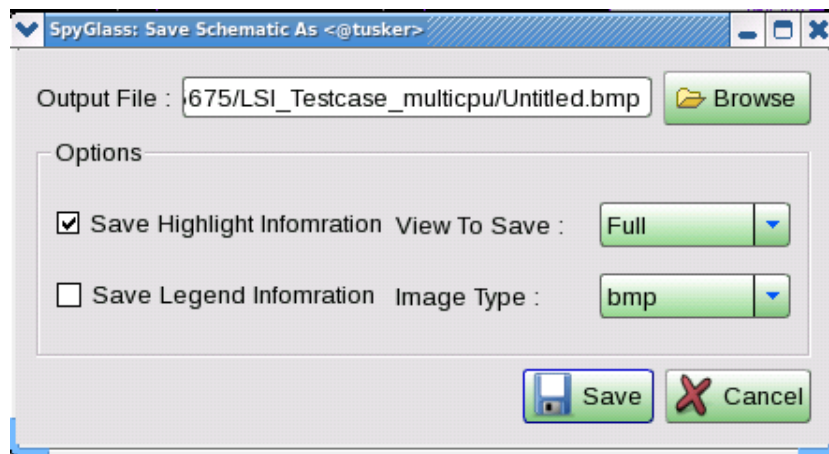 SpyGlass: Save Schematic As <@tusker>
Output File : 5675/LSI_Testcase_multicpu/Untitled.bmp Browse
Options
Save Highlight Infomration View To Save : Full
Save Legend Infomration Image Type : bmp
Save Cancel